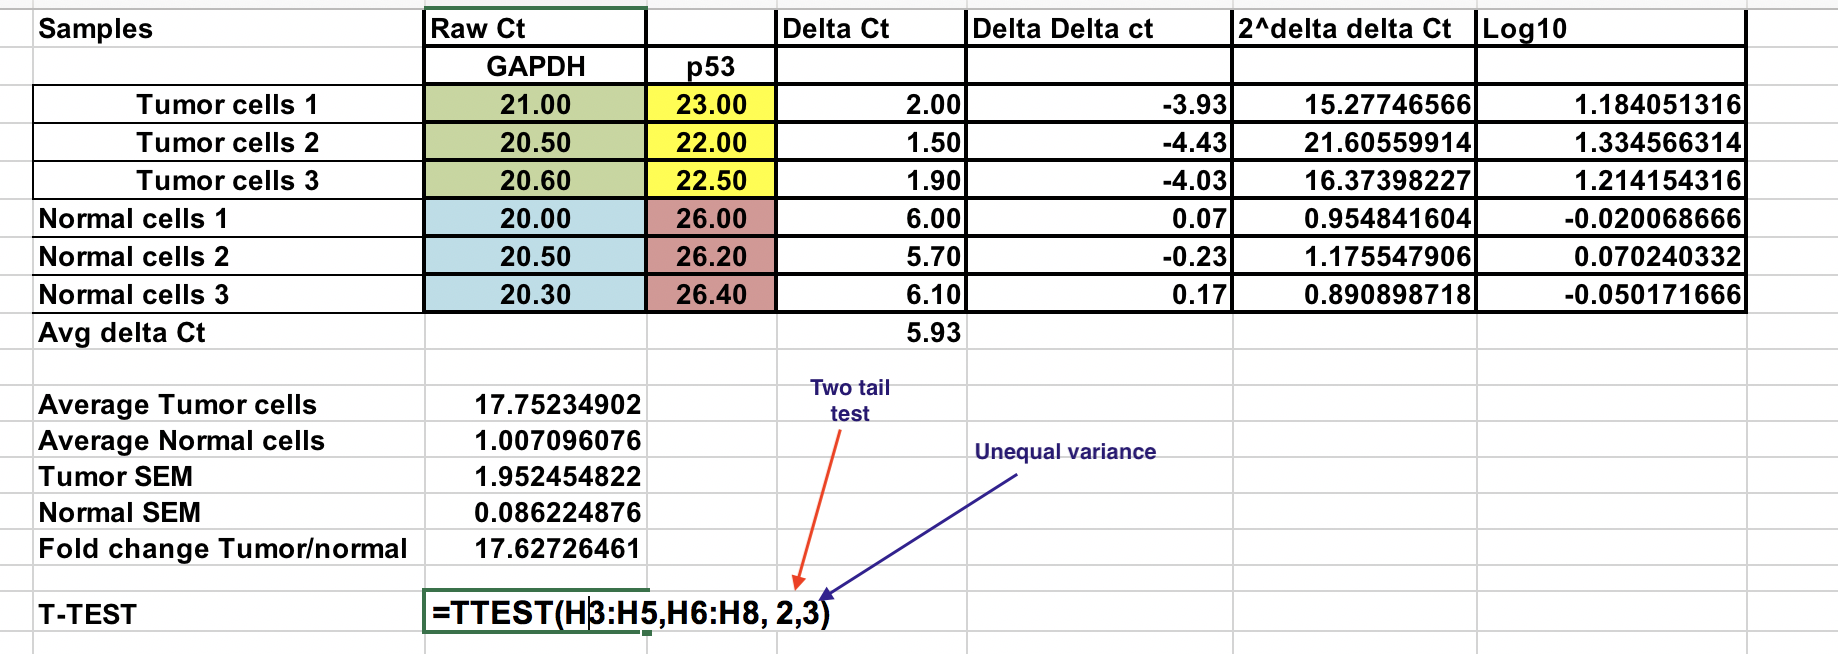 Samples Raw Ct Delta Ct Delta Delta ct 2^delta delta Ct Log10
GAPDH p53
Tumor cells 1 21.00 23.00 2.00 -3.93 15.27746566 1.184051316
Tumor cells 2 20.50 22.00 1.50 -4.43 21.60559914 1.334566314
Tumor cells 3 20.60 22.50 1.90 -4.03 16.37398227 1.214154316
Normal cells 1 20.00 26.00 6.00 0.07 0.954841604 -0.020068666
Normal cells 2 20.50 26.20 5.70 -0.23 1.175547906 0.070240332
Normal cells 3 20.30 26.40 6.10 0.17 0.890898718 -0.050171666
Avg delta Ct 5.93
Two tail
test
Average Tumor cells 17.75234902
Average Normal cells 1.007096076
Unequal variance
Tumor SEM 1.952454822
Normal SEM 0.086224876
Fold change Tumor/normal 17.62726461
T-TEST =TTEST(H3:H5,H6:H8, 2,3)